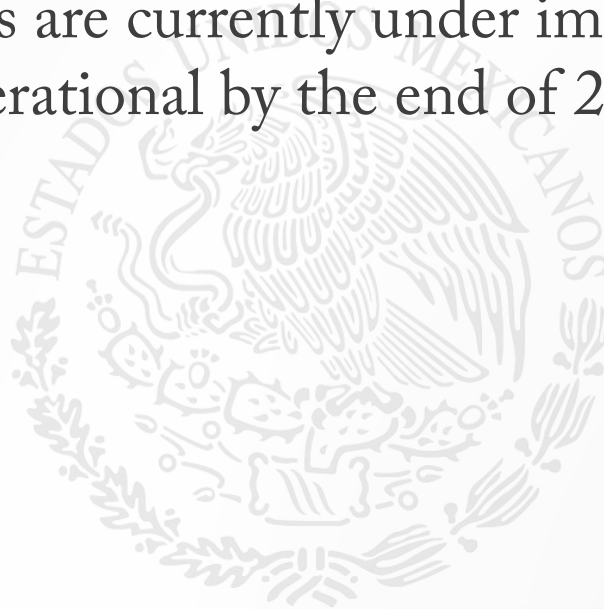 s are currently under im
erational by the end of 2
ESTADOS UNIDOS MEXICANOS